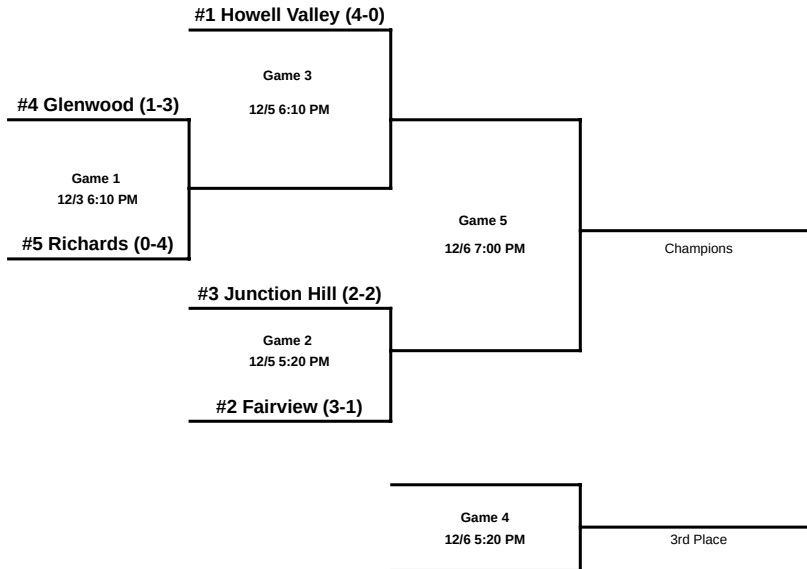 #1 Howell Valley (4-0)
Game 3
12/5 6:10 PM
#4 Glenwood (1-3)
Game 1
12/3 6:10 PM
#5 Richards (0-4)
Game 5
12/6 7:00 PM
Champions
#3 Junction Hill (2-2)
Game 2
12/5 5:20 PM
#2 Fairview (3-1)
Game 4
12/6 5:20 PM
3rd Place